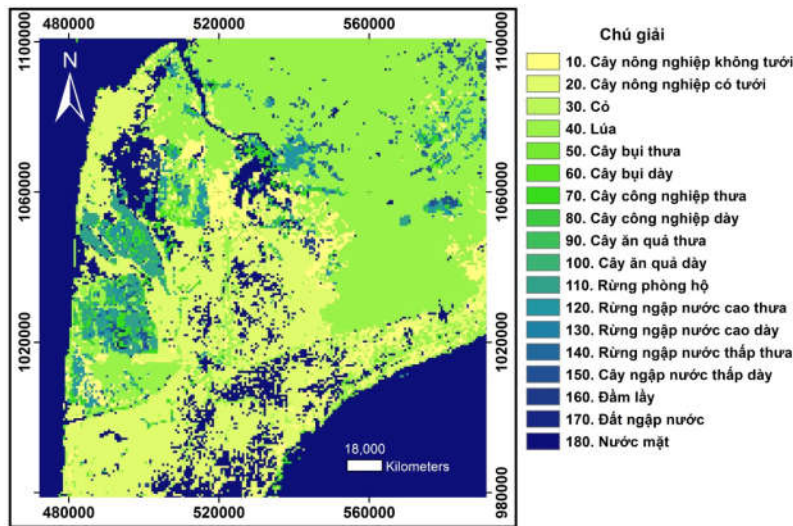 480000 520000 560000
1100000
1060000
1020000
N
18,000
Kilometers
1100000
1060000
1020000
980000
480000 520000 560000
Chú giải
10. Cây nông nghiệp không tưới
20. Cây nông nghiệp có tưới
30. Cỏ
40. Lúa
50. Cây bụi thưa
60. Cây bụi dày
70. Cây công nghiệp thưa
80. Cây công nghiệp dày
90. Cây ăn quả thưa
100. Cây ăn quả dày
110. Rừng phòng hộ
120. Rừng ngập nước cao thưa
130. Rừng ngập nước cao dày
140. Rừng ngập nước thấp thưa
150. Cây ngập nước thấp dày
160. Đầm lầy
170. Đất ngập nước
180. Nước mặt